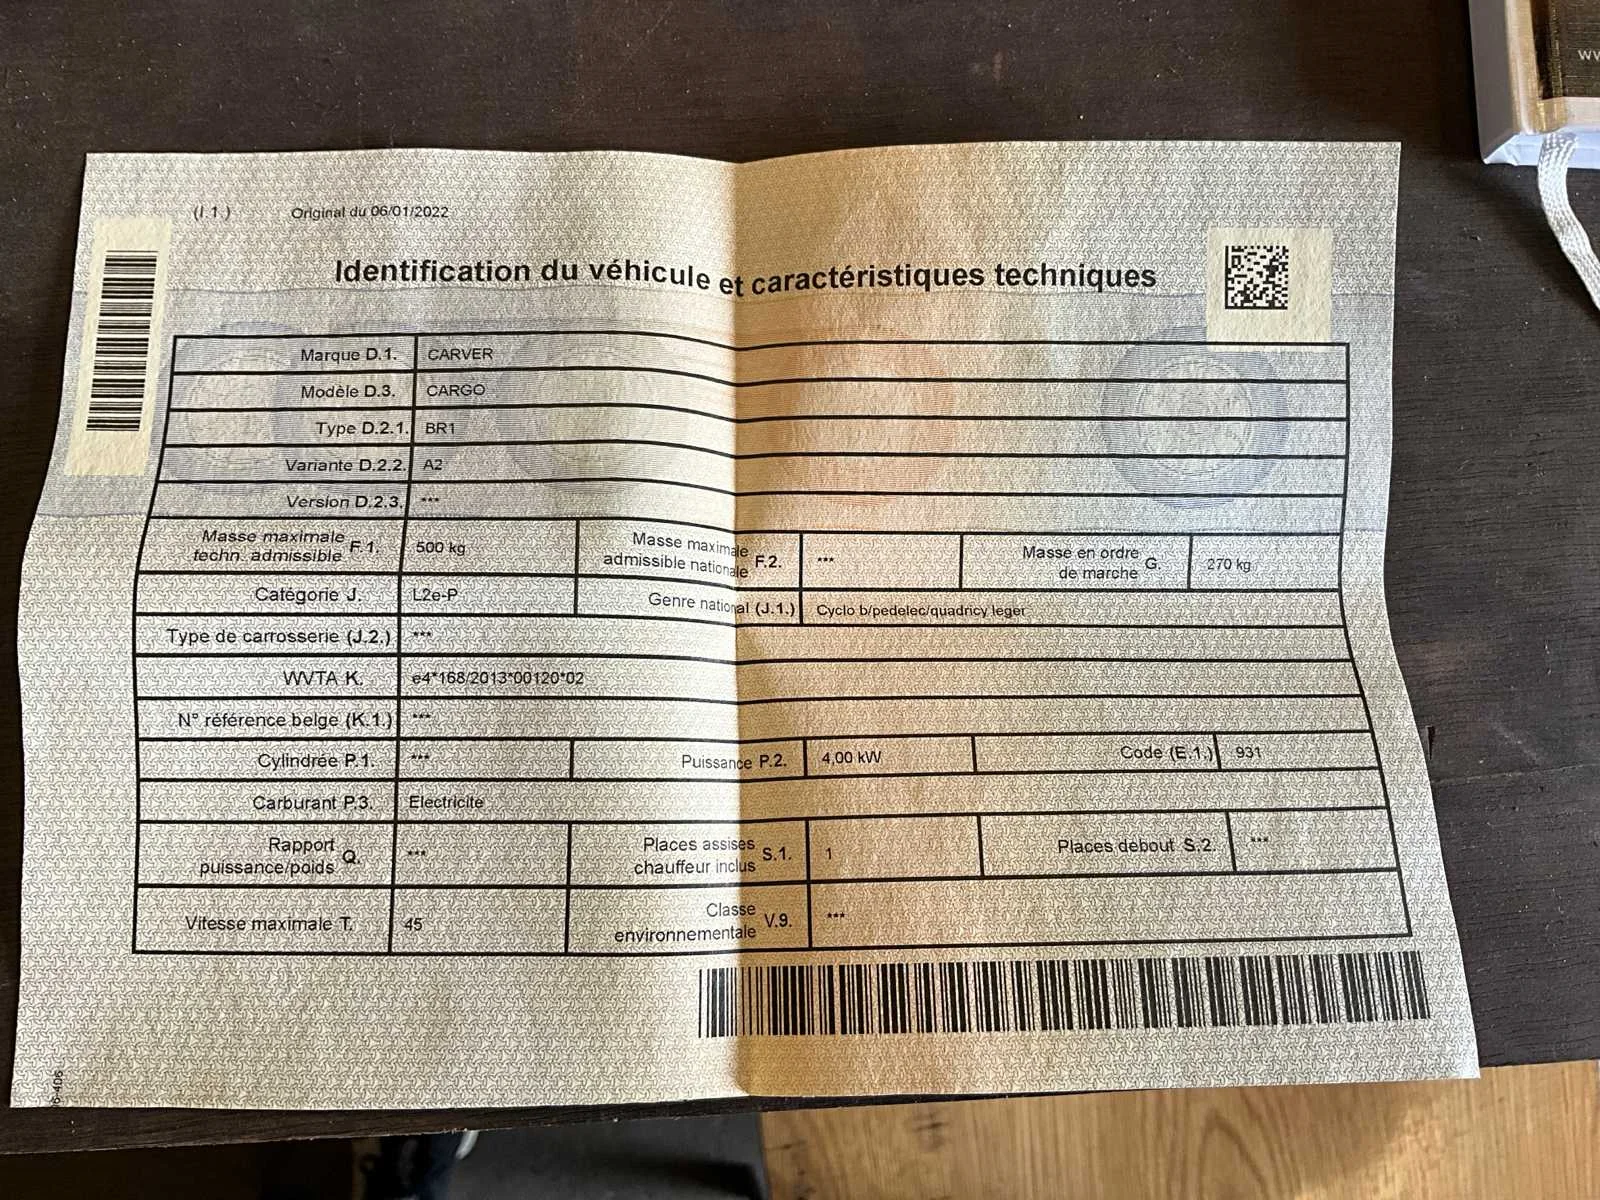 ww
(I.1.) Original du 06/01/2022
Identification du véhicule et caractéristiques techniques
Marque D.1. CARVER
Modèle D.3. CARGO
Type D.2.1. BR1
Variante D.2.2. A2
Version D.2.3. ***
Masse maximale techn. admissible F.1. 500 kg Masse maximale admissible nationale F.2. *** Masse en ordre de marche G. 270 kg
Catégorie J. L2e-P Genre national (J.1.) Cyclo b/pedelec/quadricy leger
Type de carrosserie (J.2.) ***
WVTA K. e4*168/2013*00120*02
N° référence belge (K.1.) ***
Cylindrée P.1. *** Puissance P.2. 4,00 kW Code (E.1.) 931
Carburant P.3. Electricite
Rapport puissance/poids Q. *** Places assises chauffeur inclus S.1. 1 Places debout S.2. ***
Vitesse maximale T. 45 Classe environnementale V.9. ***